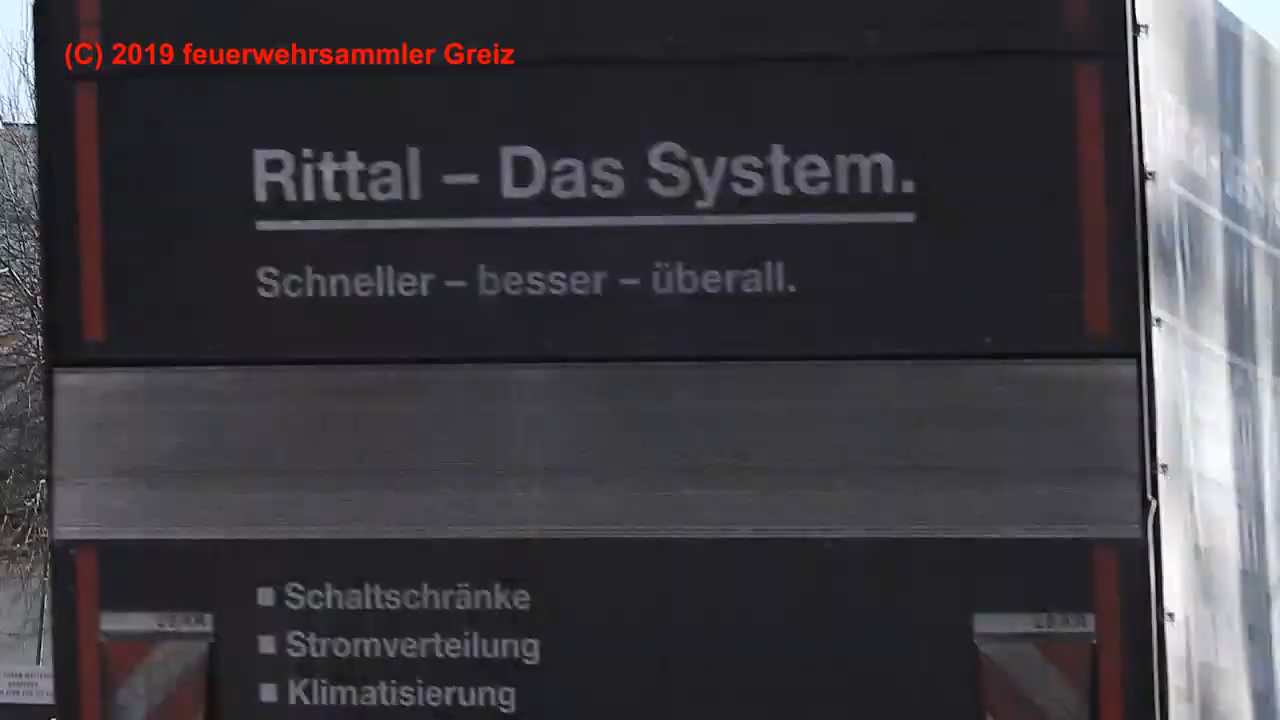 (C) 2019 feuerwehrsammler Greiz
Rittal – Das System.
Schneller – besser – überall.
■ Schaltschränke
■ Stromverteilung
■ Klimatisierung